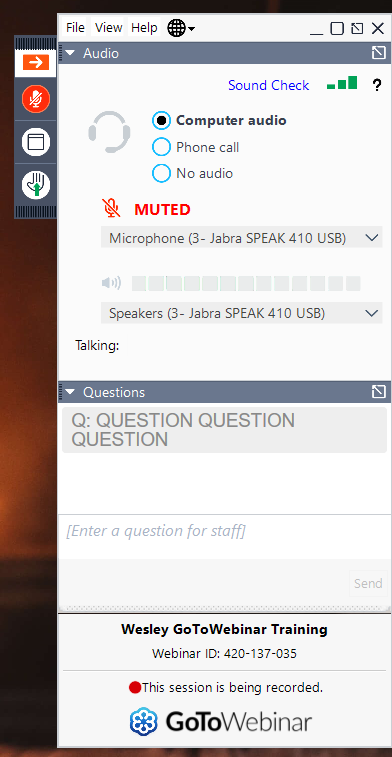 File View Help
Audio
Sound Check ?
Computer audio
Phone call
No audio
MUTED
Microphone (3- Jabra SPEAK 410 USB)
Speakers (3- Jabra SPEAK 410 USB)
Talking:
Questions
Q: QUESTION QUESTION
QUESTION
[Enter a question for staff]
Send
Wesley GoToWebinar Training
Webinar ID: 420-137-035
This session is being recorded.
GoToWebinar